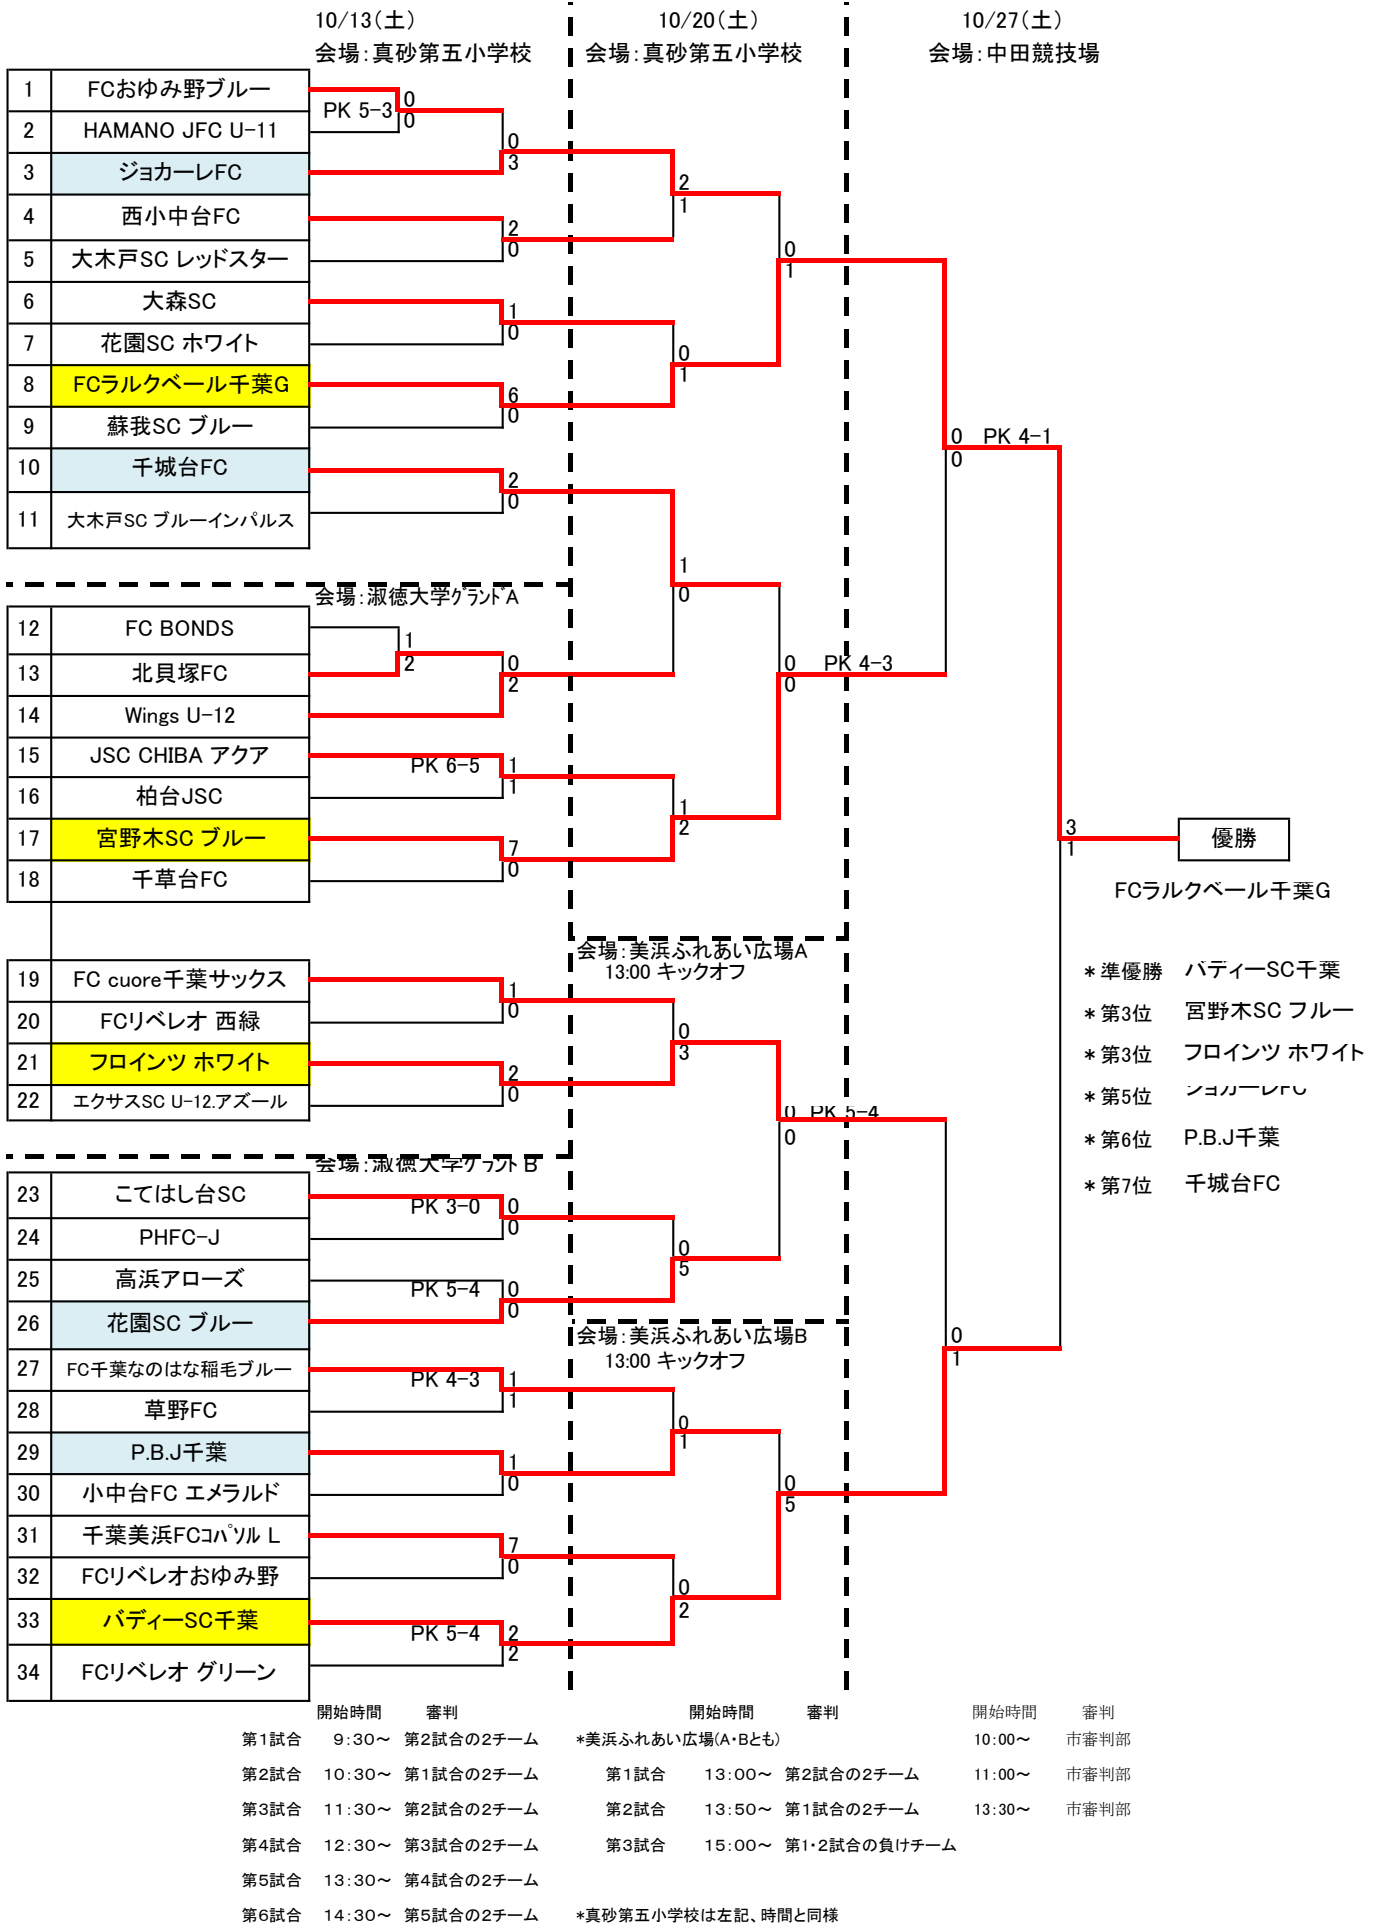 10/13(土) 10/20(土) 10/27(土)
会場:真砂第五小学校 会場:真砂第五小学校 会場:中田競技場
1 FCおゆみ野ブルー
PK 5-3 0
0
2 HAMANO JFC U-11
0
3
3 ジョカーレFC
2
1
4 西小中台FC
2
0
5 大木戸SC レッドスター
0
1
6 大森SC
1
0
7 花園SC ホワイト
0
1
8 FCラルクベール千葉G
6
0
9 蘇我SC ブルー
0 PK 4-1
0
10 千城台FC
2
0
11 大木戸SC ブルーインパルス
1
0
会場:淑徳大学グランドA
12 FC BONDS
1
2
13 北貝塚FC
0
2
0 PK 4-3
0
14 Wings U-12
15 JSC CHIBA アクア
PK 6-5 1
1
16 柏台JSC
1
2
17 宮野木SC ブルー
7
0
3
1
優勝
18 千草台FC
FCラルクベール千葉G
会場:美浜ふれあい広場A
13:00 キックオフ
19 FC cuore千葉サックス
1
0
*準優勝 バディーSC千葉
20 FCリベレオ 西緑
*第3位 宮野木SC ブルー
0
3
21 フロインツ ホワイト
*第3位 フロインツ ホワイト
2
0
22 エクサスSC U-12.アズール
*第5位 ジョカーレFC
0 PK 5-4
0
*第6位 P.B.J千葉
会場:淑徳大学グランドB
*第7位 千城台FC
23 こてはし台SC
PK 3-0 0
0
24 PHFC-J
0
5
25 高浜アローズ
PK 5-4 0
0
26 花園SC ブルー
会場:美浜ふれあい広場B
13:00 キックオフ
0
1
27 FC千葉なのはな稲毛ブルー
PK 4-3 1
1
28 草野FC
0
1
29 P.B.J千葉
1
0
30 小中台FC エメラルド
0
5
31 千葉美浜FCコパソル L
7
0
32 FCリベレオおゆみ野
0
2
33 バディーSC千葉
PK 5-4 2
2
34 FCリベレオ グリーン
開始時間 審判 開始時間 審判 開始時間 審判
第1試合 9:30～ 第2試合の2チーム *美浜ふれあい広場(A・Bとも) 10:00～ 市審判部
第2試合 10:30～ 第1試合の2チーム 第1試合 13:00～ 第2試合の2チーム 11:00～ 市審判部
第3試合 11:30～ 第2試合の2チーム 第2試合 13:50～ 第1試合の2チーム 13:30～ 市審判部
第4試合 12:30～ 第3試合の2チーム 第3試合 15:00～ 第1・2試合の負けチーム
第5試合 13:30～ 第4試合の2チーム
第6試合 14:30～ 第5試合の2チーム *真砂第五小学校は左記、時間と同様